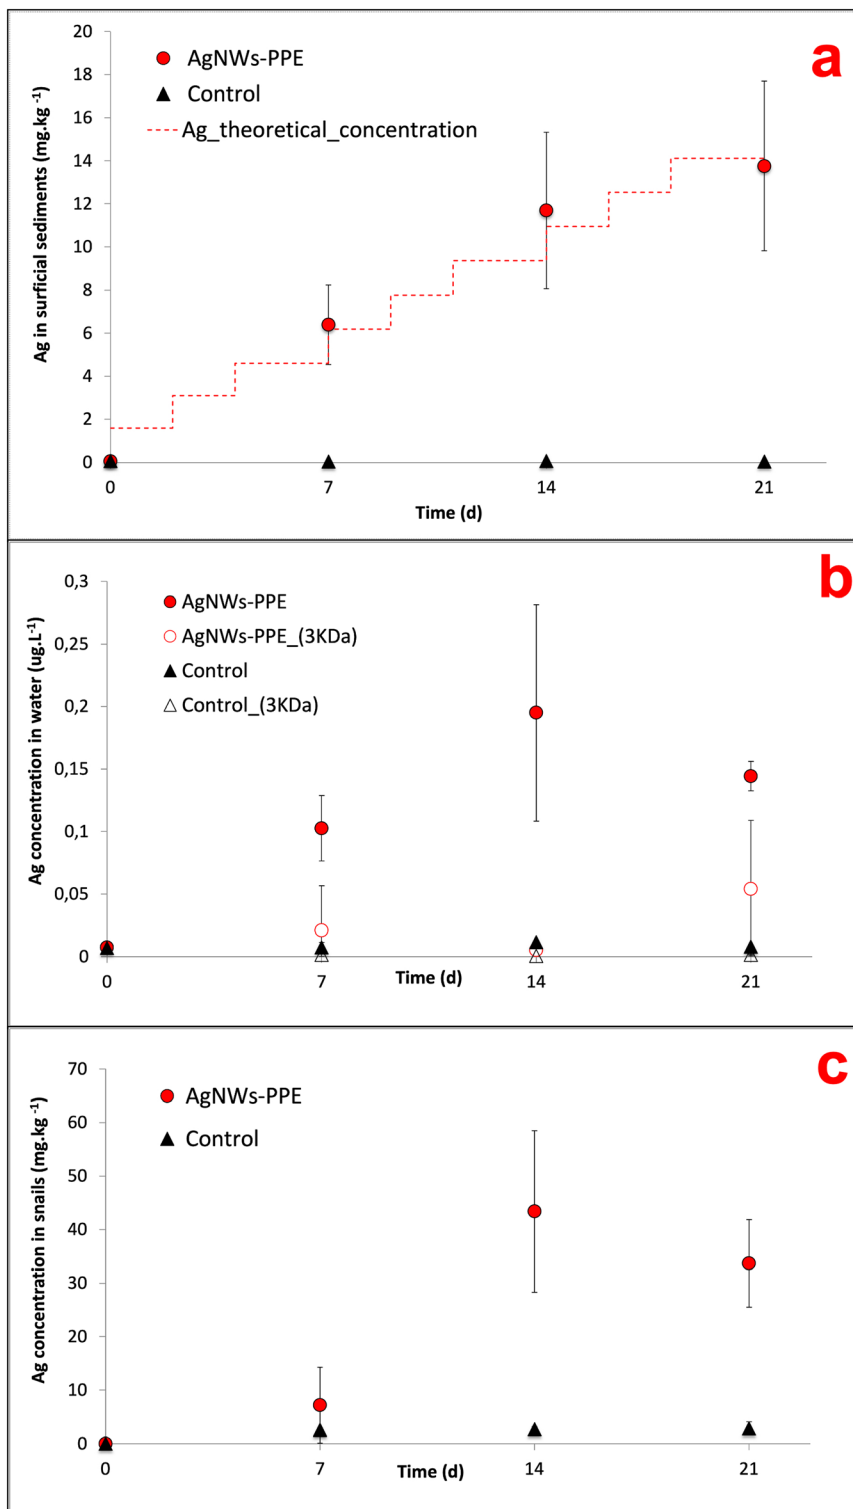 a
20
18
16
14
12
10
8
6
4
2
0
Ag in surficial sediments (mg.kg -1)
AgNWs-PPE
Control
Ag_theoretical_concentration
0 7 14 21
Time (d)
b
0,3
0,25
0,2
0,15
0,1
0,05
0
Ag concentration in water (ug.L-1)
AgNWs-PPE
AgNWs-PPE_(3KDa)
Control
Control_(3KDa)
0 7 14 21
Time (d)
c
70
60
50
40
30
20
10
0
Ag concentration in snails (mg.kg -1)
AgNWs-PPE
Control
0 7 14 21
Time (d)